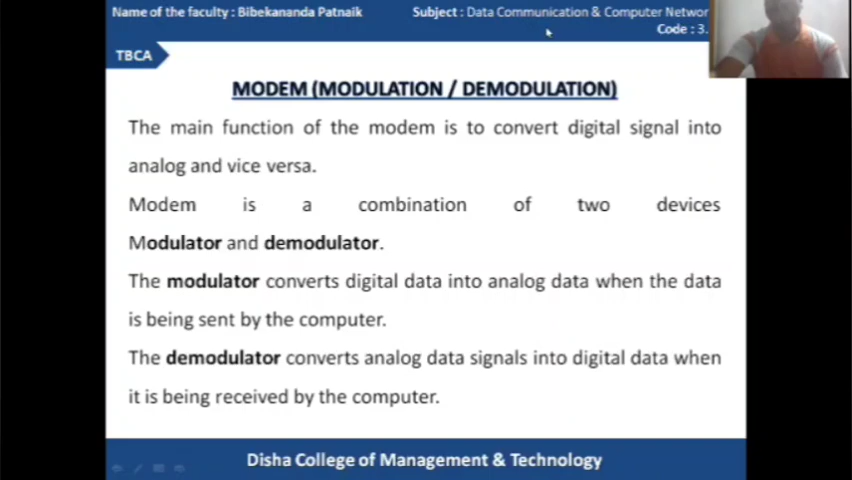 Name of the faculty : Bibekananda Patnaik
Subject : Data Communication & Computer
Code : 3.
TBCA
MODEM (MODULATION / DEMODULATION)
The main function of the modem is to convert digital signal into
analog and vice versa.
Modem is a combination of two devices
Modulator and demodulator.
The modulator converts digital data into analog data when the data
is being sent by the computer.
The demodulator converts analog data signals into digital data when
it is being received by the computer.
Disha College of Management & Technology